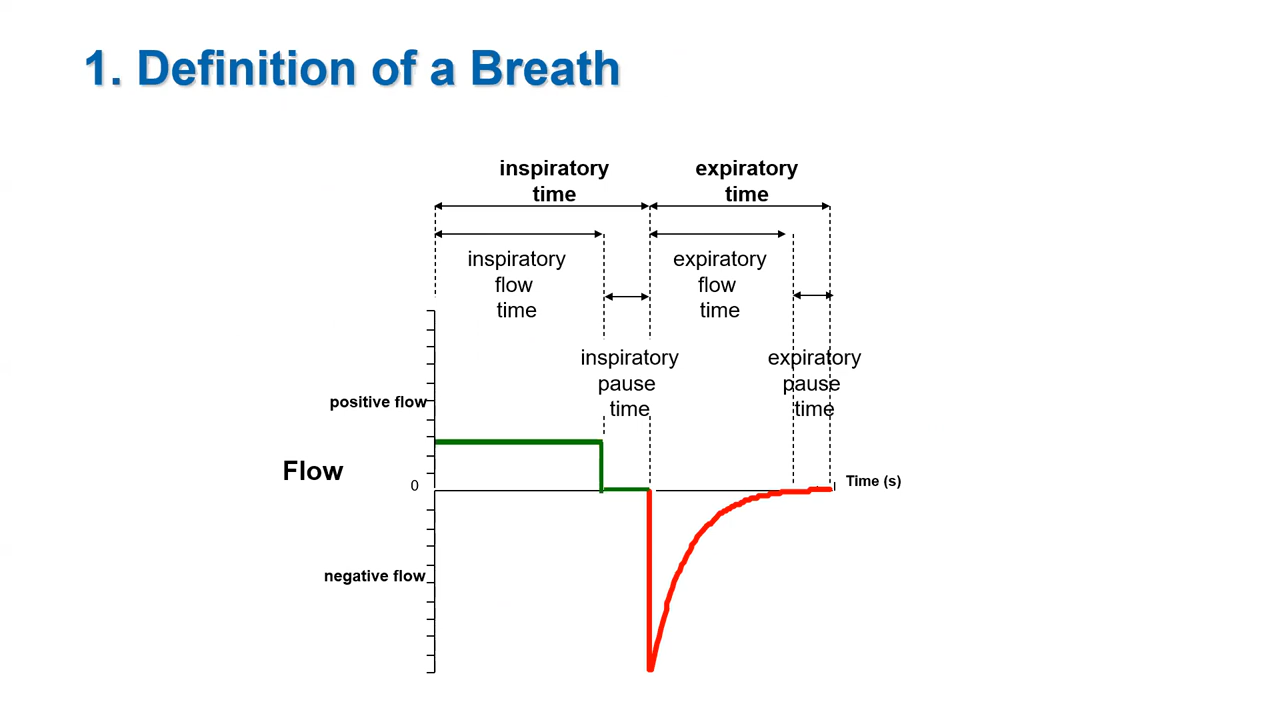 1. Definition of a Breath
inspiratory
time
expiratory
time
inspiratory
flow
time
expiratory
flow
time
inspiratory
pause
time
expiratory
pause
time
positive flow
Flow
0
Time (s)
negative flow